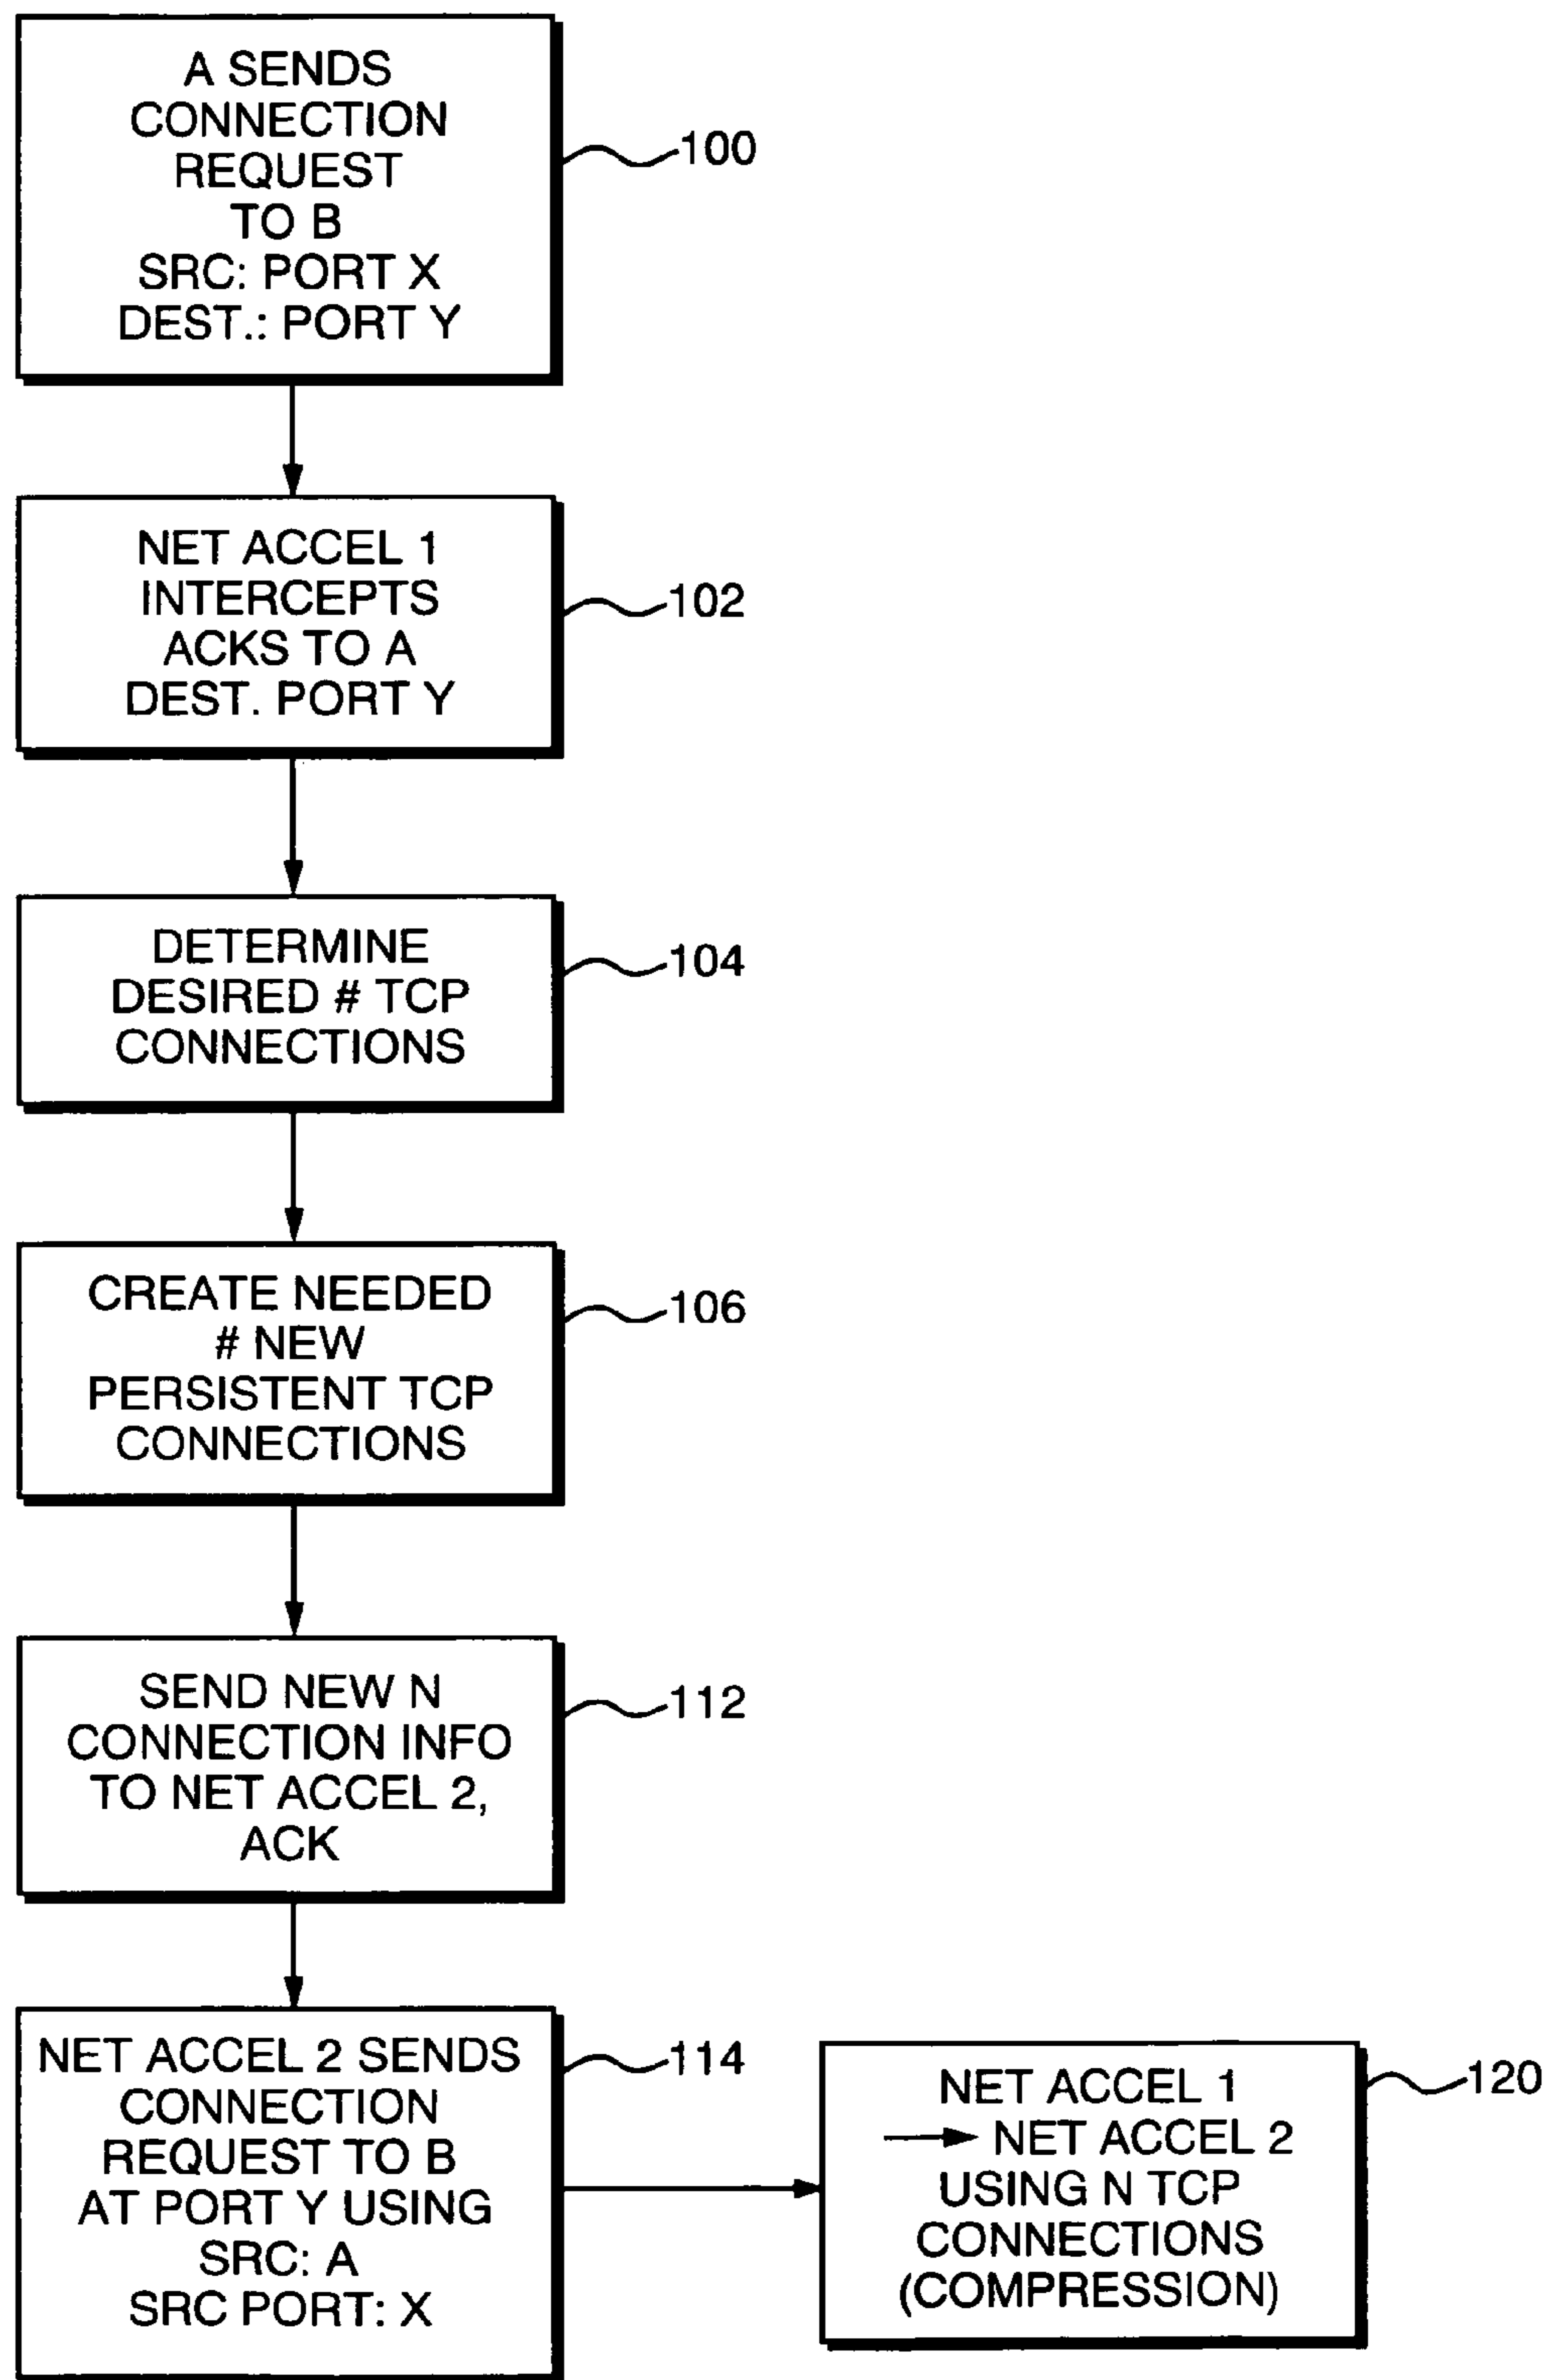 A SENDS
CONNECTION
REQUEST
TO B
SRC: PORT X
DEST.: PORT Y
100
NET ACCEL 1
INTERCEPTS
ACKS TO A
DEST. PORT Y
102
DETERMINE
DESIRED # TCP
CONNECTIONS
104
CREATE NEEDED
# NEW
PERSISTENT TCP
CONNECTIONS
106
SEND NEW N
CONNECTION INFO
TO NET ACCEL 2,
ACK
112
NET ACCEL 2 SENDS
CONNECTION
REQUEST TO B
AT PORT Y USING
SRC: A
SRC PORT: X
114
NET ACCEL 1
→ NET ACCEL 2
USING N TCP
CONNECTIONS
(COMPRESSION)
120